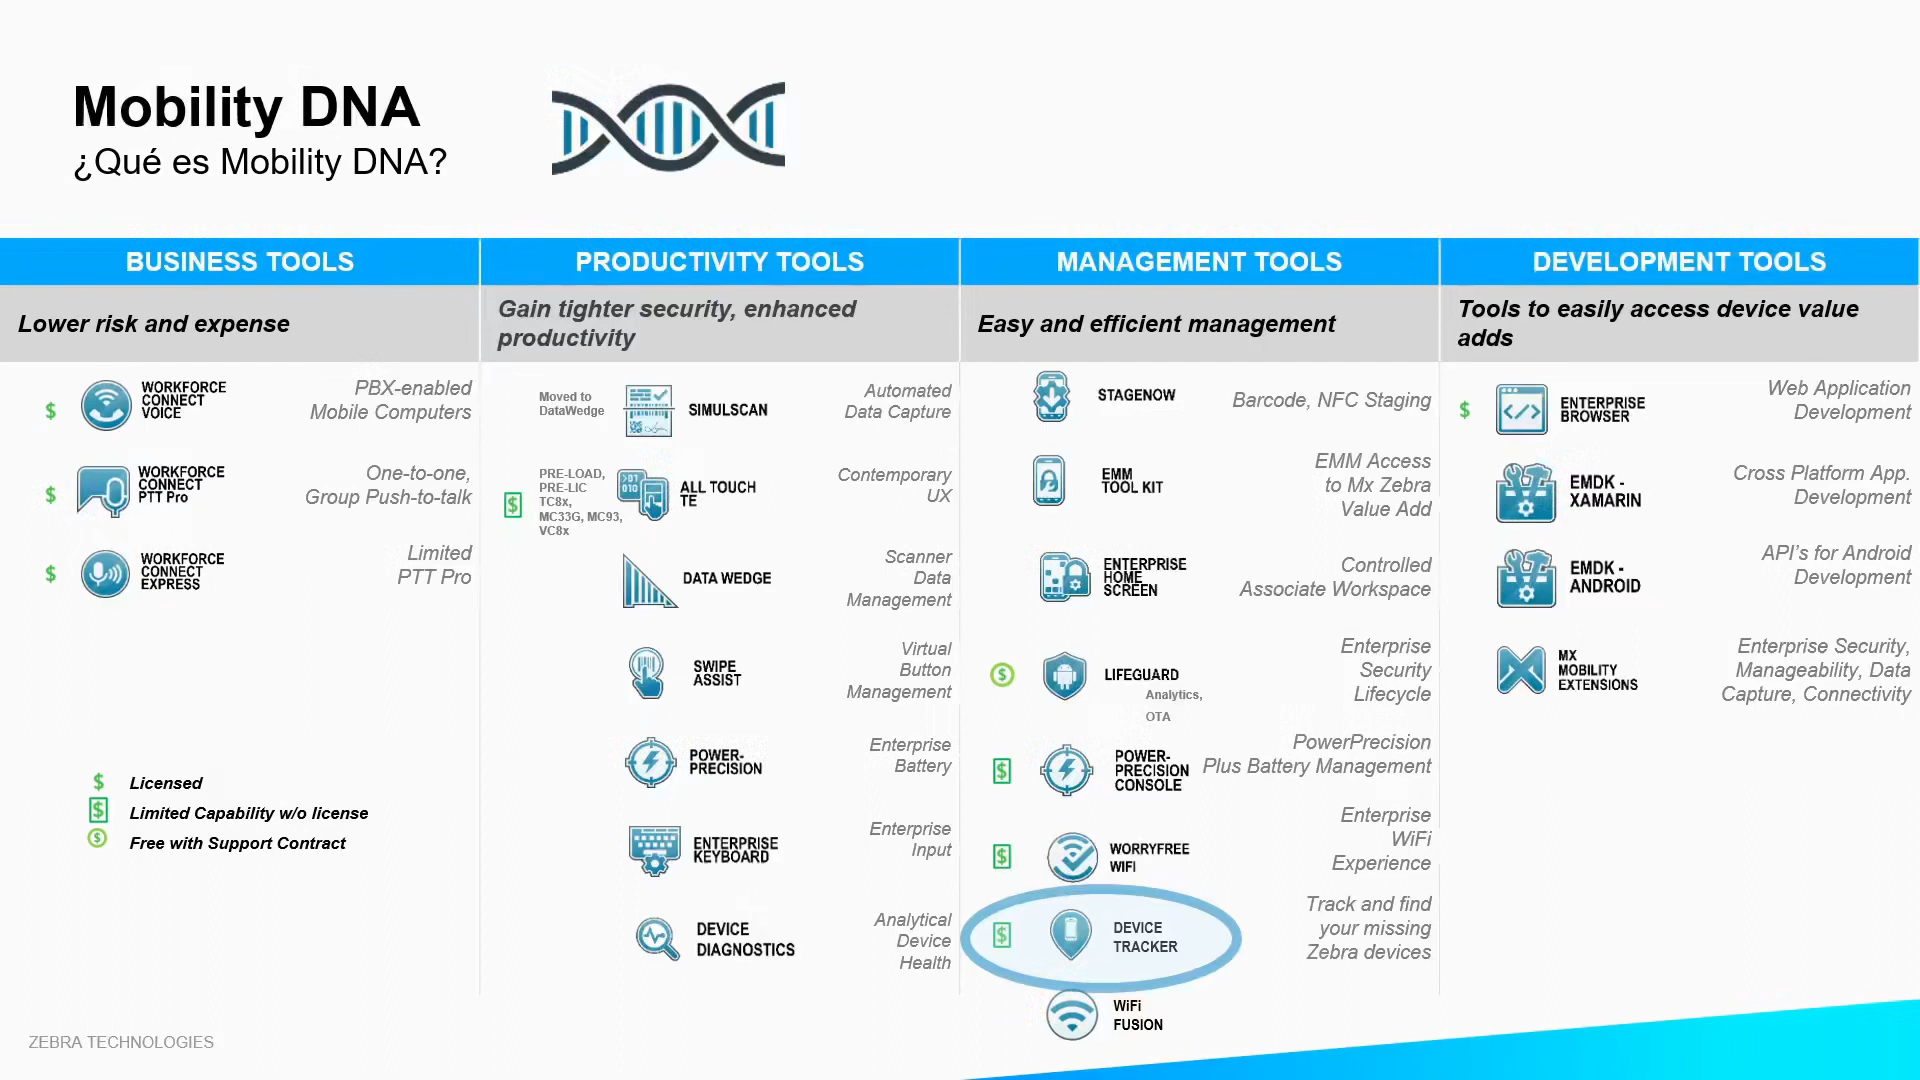 Mobility DNA
¿Qué es Mobility DNA?
BUSINESS TOOLS
Lower risk and expense
$
WORKFORCE
CONNECT
VOICE
PBX-enabled
Mobile Computers
$
WORKFORCE
CONNECT
PTT Pro
One-to-one,
Group Push-to-talk
$
WORKFORCE
CONNECT
EXPRESS
Limited
PTT Pro
$ Licensed
$ Limited Capability w/o license
$ Free with Support Contract
PRODUCTIVITY TOOLS
Gain tighter security, enhanced
productivity
Moved to
DataWedge
SIMULSCAN
Automated
Data Capture
$
PRE-LOAD,
PRE-LIC
TC8x,
MC33G, MC93,
VC8x
ALL TOUCH
TE
Contemporary
UX
DATA WEDGE
Scanner
Data
Management
SWIPE
ASSIST
Virtual
Button
Management
POWER-
PRECISION
Enterprise
Battery
ENTERPRISE
KEYBOARD
Enterprise
Input
DEVICE
DIAGNOSTICS
Analytical
Device
Health
MANAGEMENT TOOLS
Easy and efficient management
STAGENOW
Barcode, NFC Staging
EMM
TOOL KIT
EMM Access
to Mx Zebra
Value Add
ENTERPRISE
HOME
SCREEN
Controlled
Associate Workspace
$
LIFEGUARD
Analytics,
OTA
Enterprise
Security
Lifecycle
$
POWER-
PRECISION
CONSOLE
PowerPrecision
Plus Battery Management
$
WORRYFREE
WIFI
Enterprise
WiFi
Experience
$
DEVICE
TRACKER
Track and find
your missing
Zebra devices
WiFi
FUSION
DEVELOPMENT TOOLS
Tools to easily access device value
adds
$
ENTERPRISE
BROWSER
Web Application
Development
EMDK -
XAMARIN
Cross Platform App.
Development
EMDK -
ANDROID
API's for Android
Development
MX
MOBILITY
EXTENSIONS
Enterprise Security,
Manageability, Data
Capture, Connectivity
ZEBRA TECHNOLOGIES